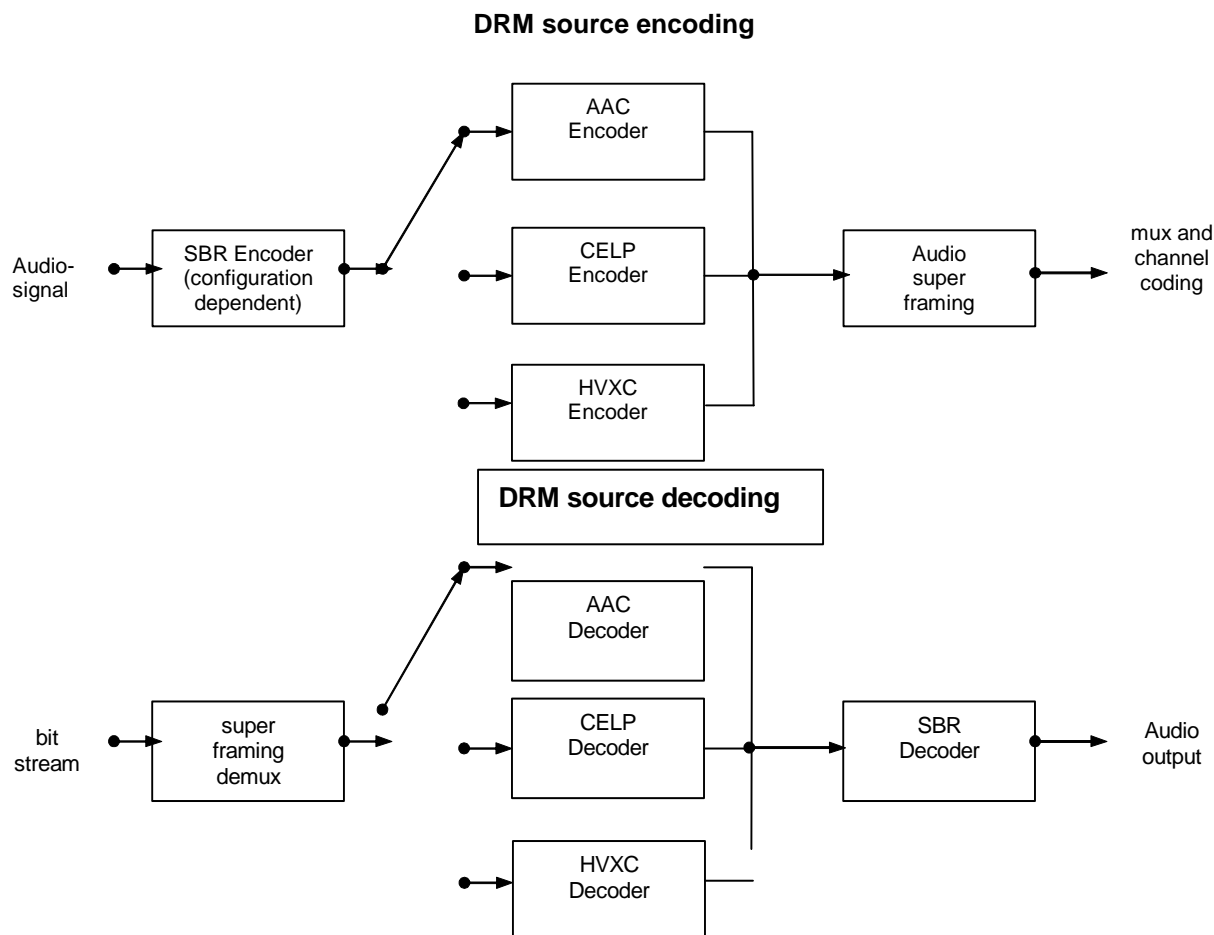 DRM source encoding
AAC
Encoder
Audio-
signal
SBR Encoder
(configuration
dependent)
CELP
Encoder
Audio
super
framing
mux and
channel
coding
HVXC
Encoder
DRM source decoding
AAC
Decoder
bit
stream
super
framing
demux
CELP
Decoder
SBR
Decoder
Audio
output
HVXC
Decoder